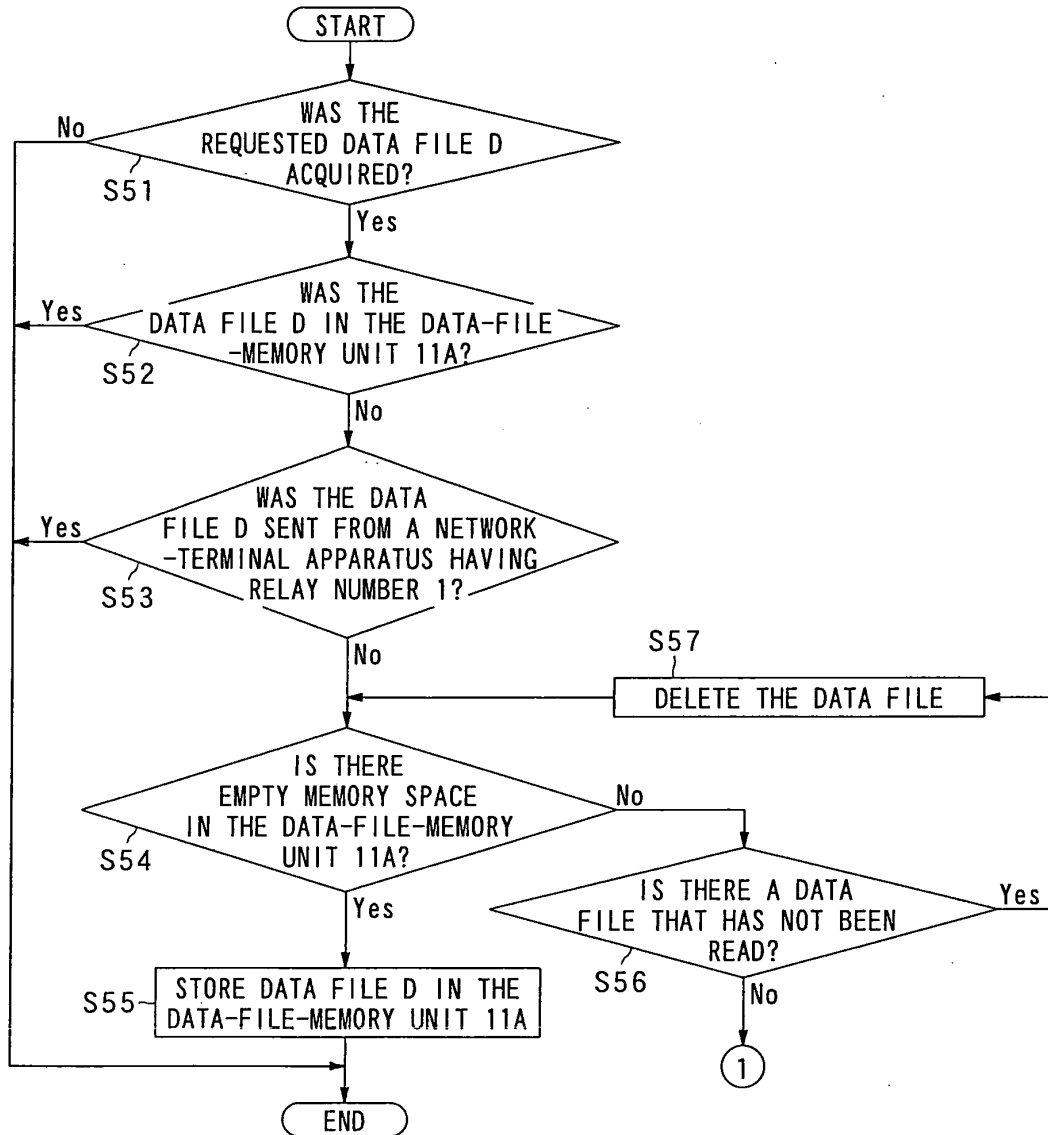 START
WAS THE
REQUESTED DATA FILE D
ACQUIRED?
No
S51
Yes
WAS THE
DATA FILE D IN THE DATA-FILE
-MEMORY UNIT 11A?
Yes
S52
No
WAS THE DATA
FILE D SENT FROM A NETWORK
-TERMINAL APPARATUS HAVING
RELAY NUMBER 1?
Yes
S53
No
S57
DELETE THE DATA FILE
IS THERE
EMPTY MEMORY SPACE
IN THE DATA-FILE-MEMORY
UNIT 11A?
No
S54
Yes
IS THERE A DATA
FILE THAT HAS NOT BEEN
READ?
Yes
S56
No
S55
STORE DATA FILE D IN THE
DATA-FILE-MEMORY UNIT 11A
1
END